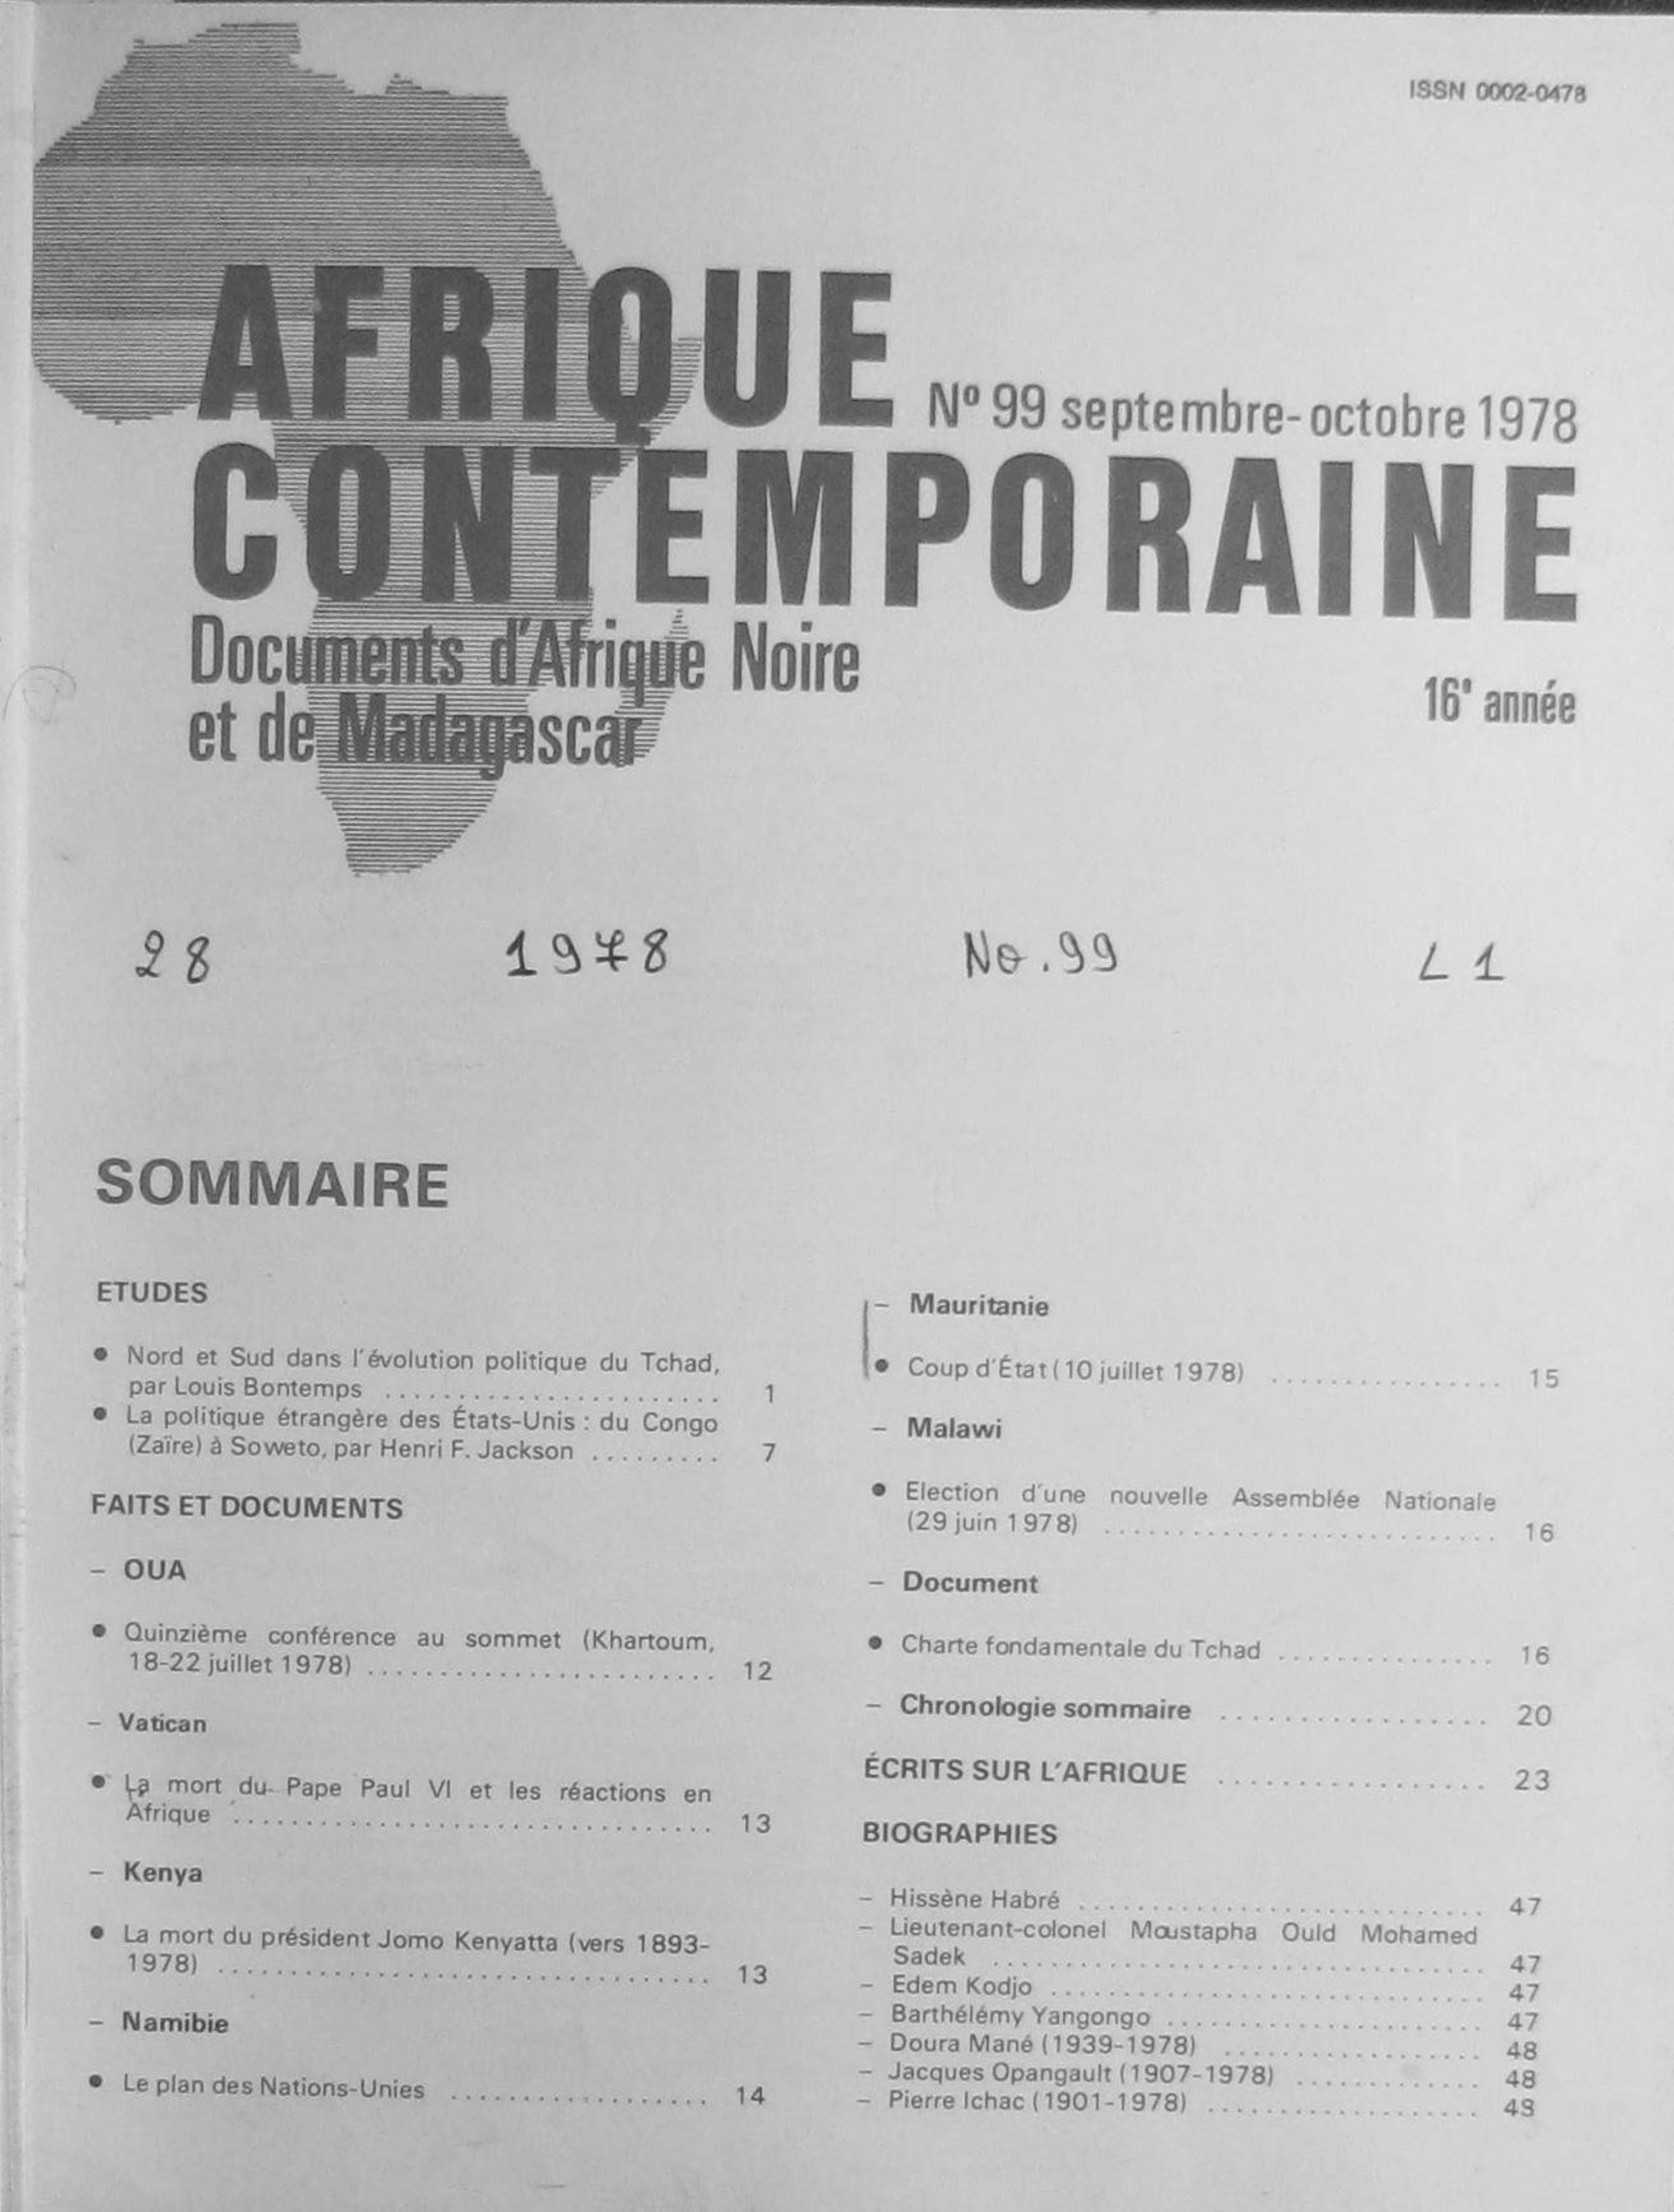 ISSN 0002-0478
AFRIQUE
N° 99 septembre-octobre 1978
CONTEMPORAINE
Documents d'Afrique Noire
et de Madagascar
16e année
28 1978 No.99 L1
SOMMAIRE
ETUDES
• Nord et Sud dans l'évolution politique du Tchad,
par Louis Bontemps ...................... 1
• La politique étrangère des États-Unis : du Congo
(Zaïre) à Soweto, par Henri F. Jackson ......... 7
FAITS ET DOCUMENTS
– OUA
• Quinzième conférence au sommet (Khartoum,
18-22 juillet 1978) ........................ 12
– Vatican
• La mort du Pape Paul VI et les réactions en
Afrique ................................. 13
– Kenya
• La mort du président Jomo Kenyatta (vers 1893-
1978) .................................. 13
– Namibie
• Le plan des Nations-Unies .................. 14
– Mauritanie
• Coup d'État (10 juillet 1978) ................ 15
– Malawi
• Election d'une nouvelle Assemblée Nationale
(29 juin 1978) ........................... 16
– Document
• Charte fondamentale du Tchad ............... 16
– Chronologie sommaire ................. 20
ÉCRITS SUR L'AFRIQUE ................... 23
BIOGRAPHIES
– Hissène Habré ............................ 47
– Lieutenant-colonel Moustapha Ould Mohamed
Sadek .................................. 47
– Edem Kodjo .............................. 47
– Barthélémy Yangongo ...................... 47
– Doura Mané (1939-1978) .................. 48
– Jacques Opangault (1907-1978) ............. 48
– Pierre Ichac (1901-1978) ................... 48